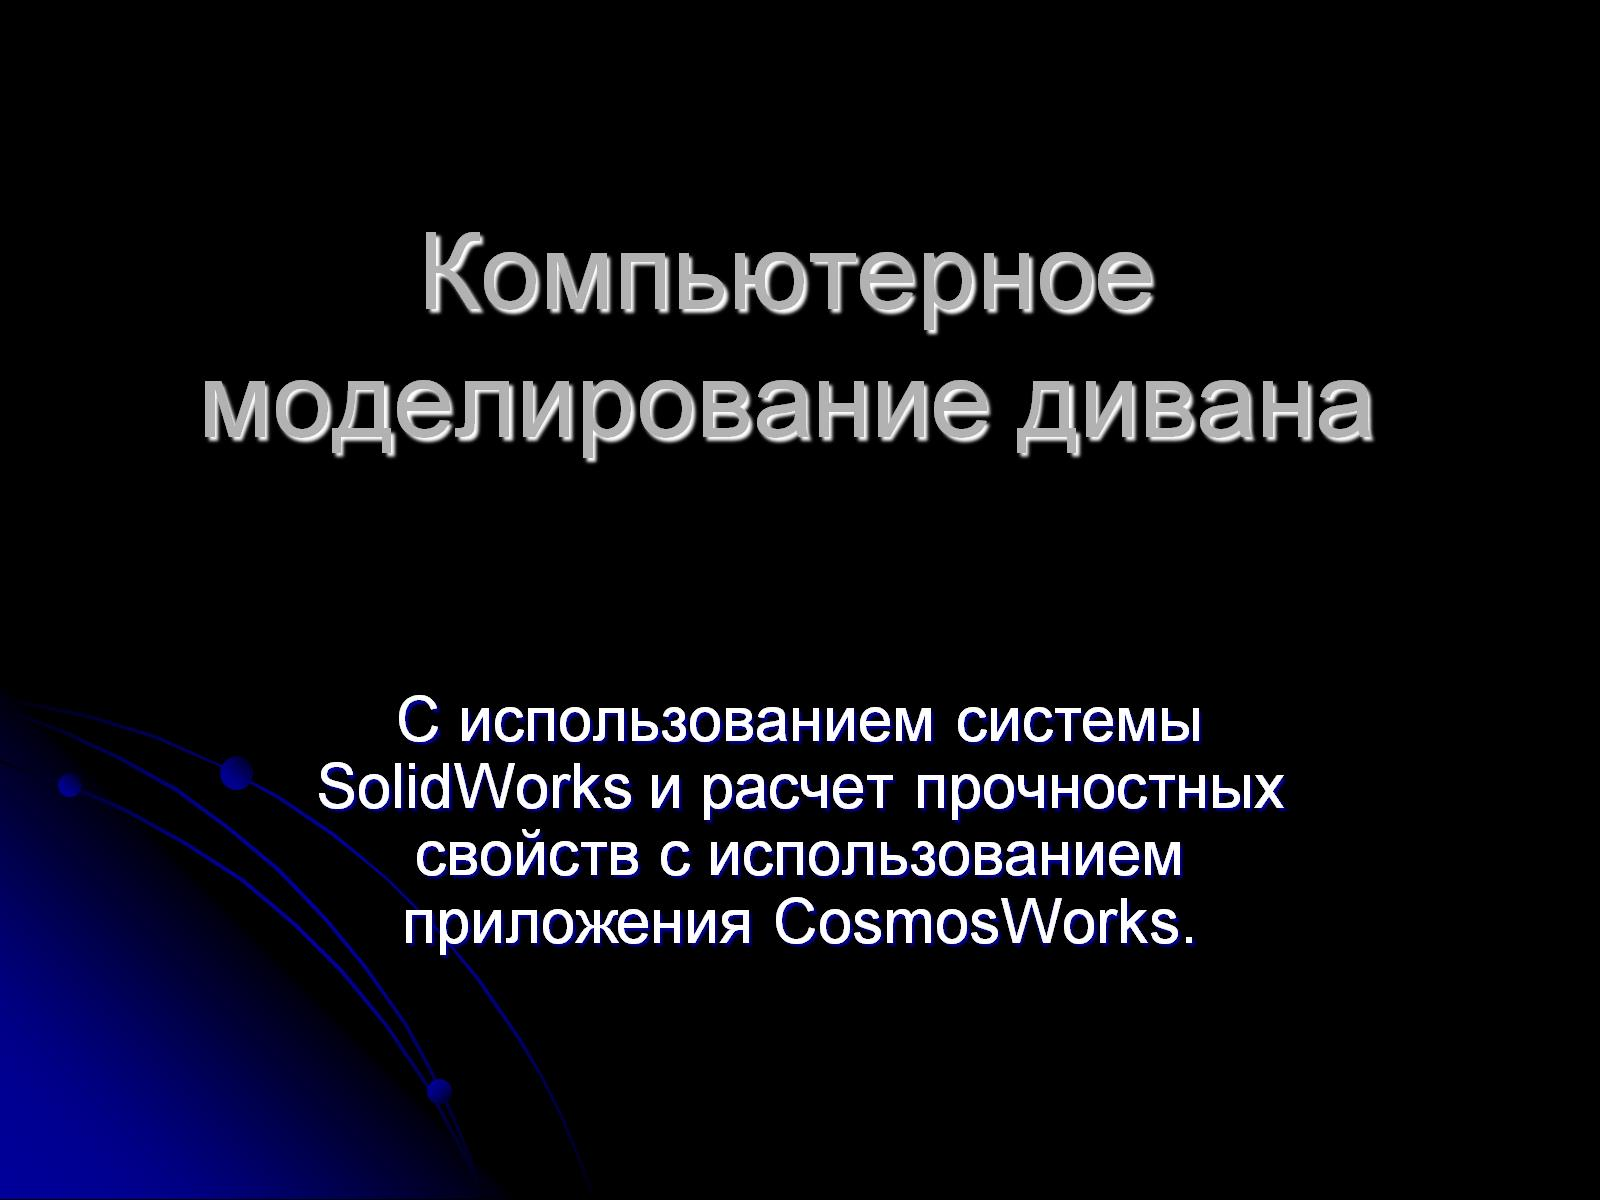 Компьютерное
моделирование дивана
С использованием системы
SolidWorks и расчет прочностных
свойств с использованием
приложения CosmosWorks.